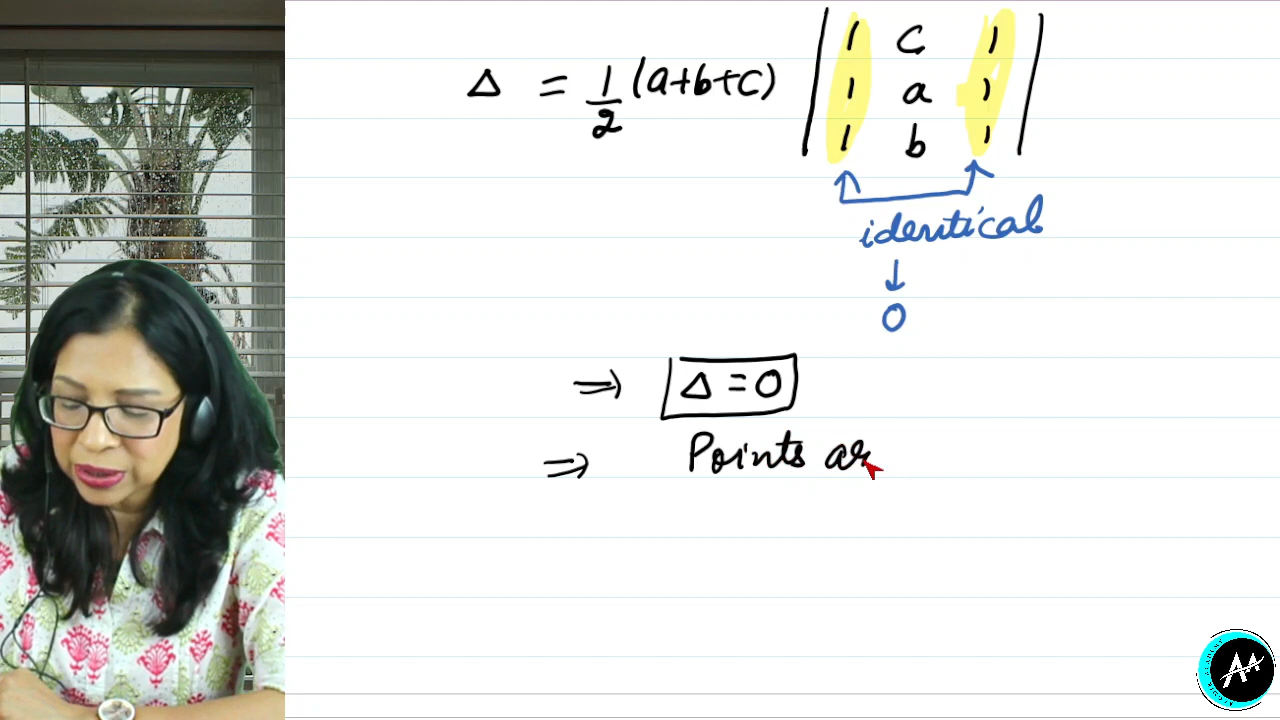 Δ = 1/2 (a+b+c) | 1 c 1 |
| 1 a 1 |
| 1 b 1 |
identical
↓
0
⇒ Δ = 0
⇒ Points ar
A+